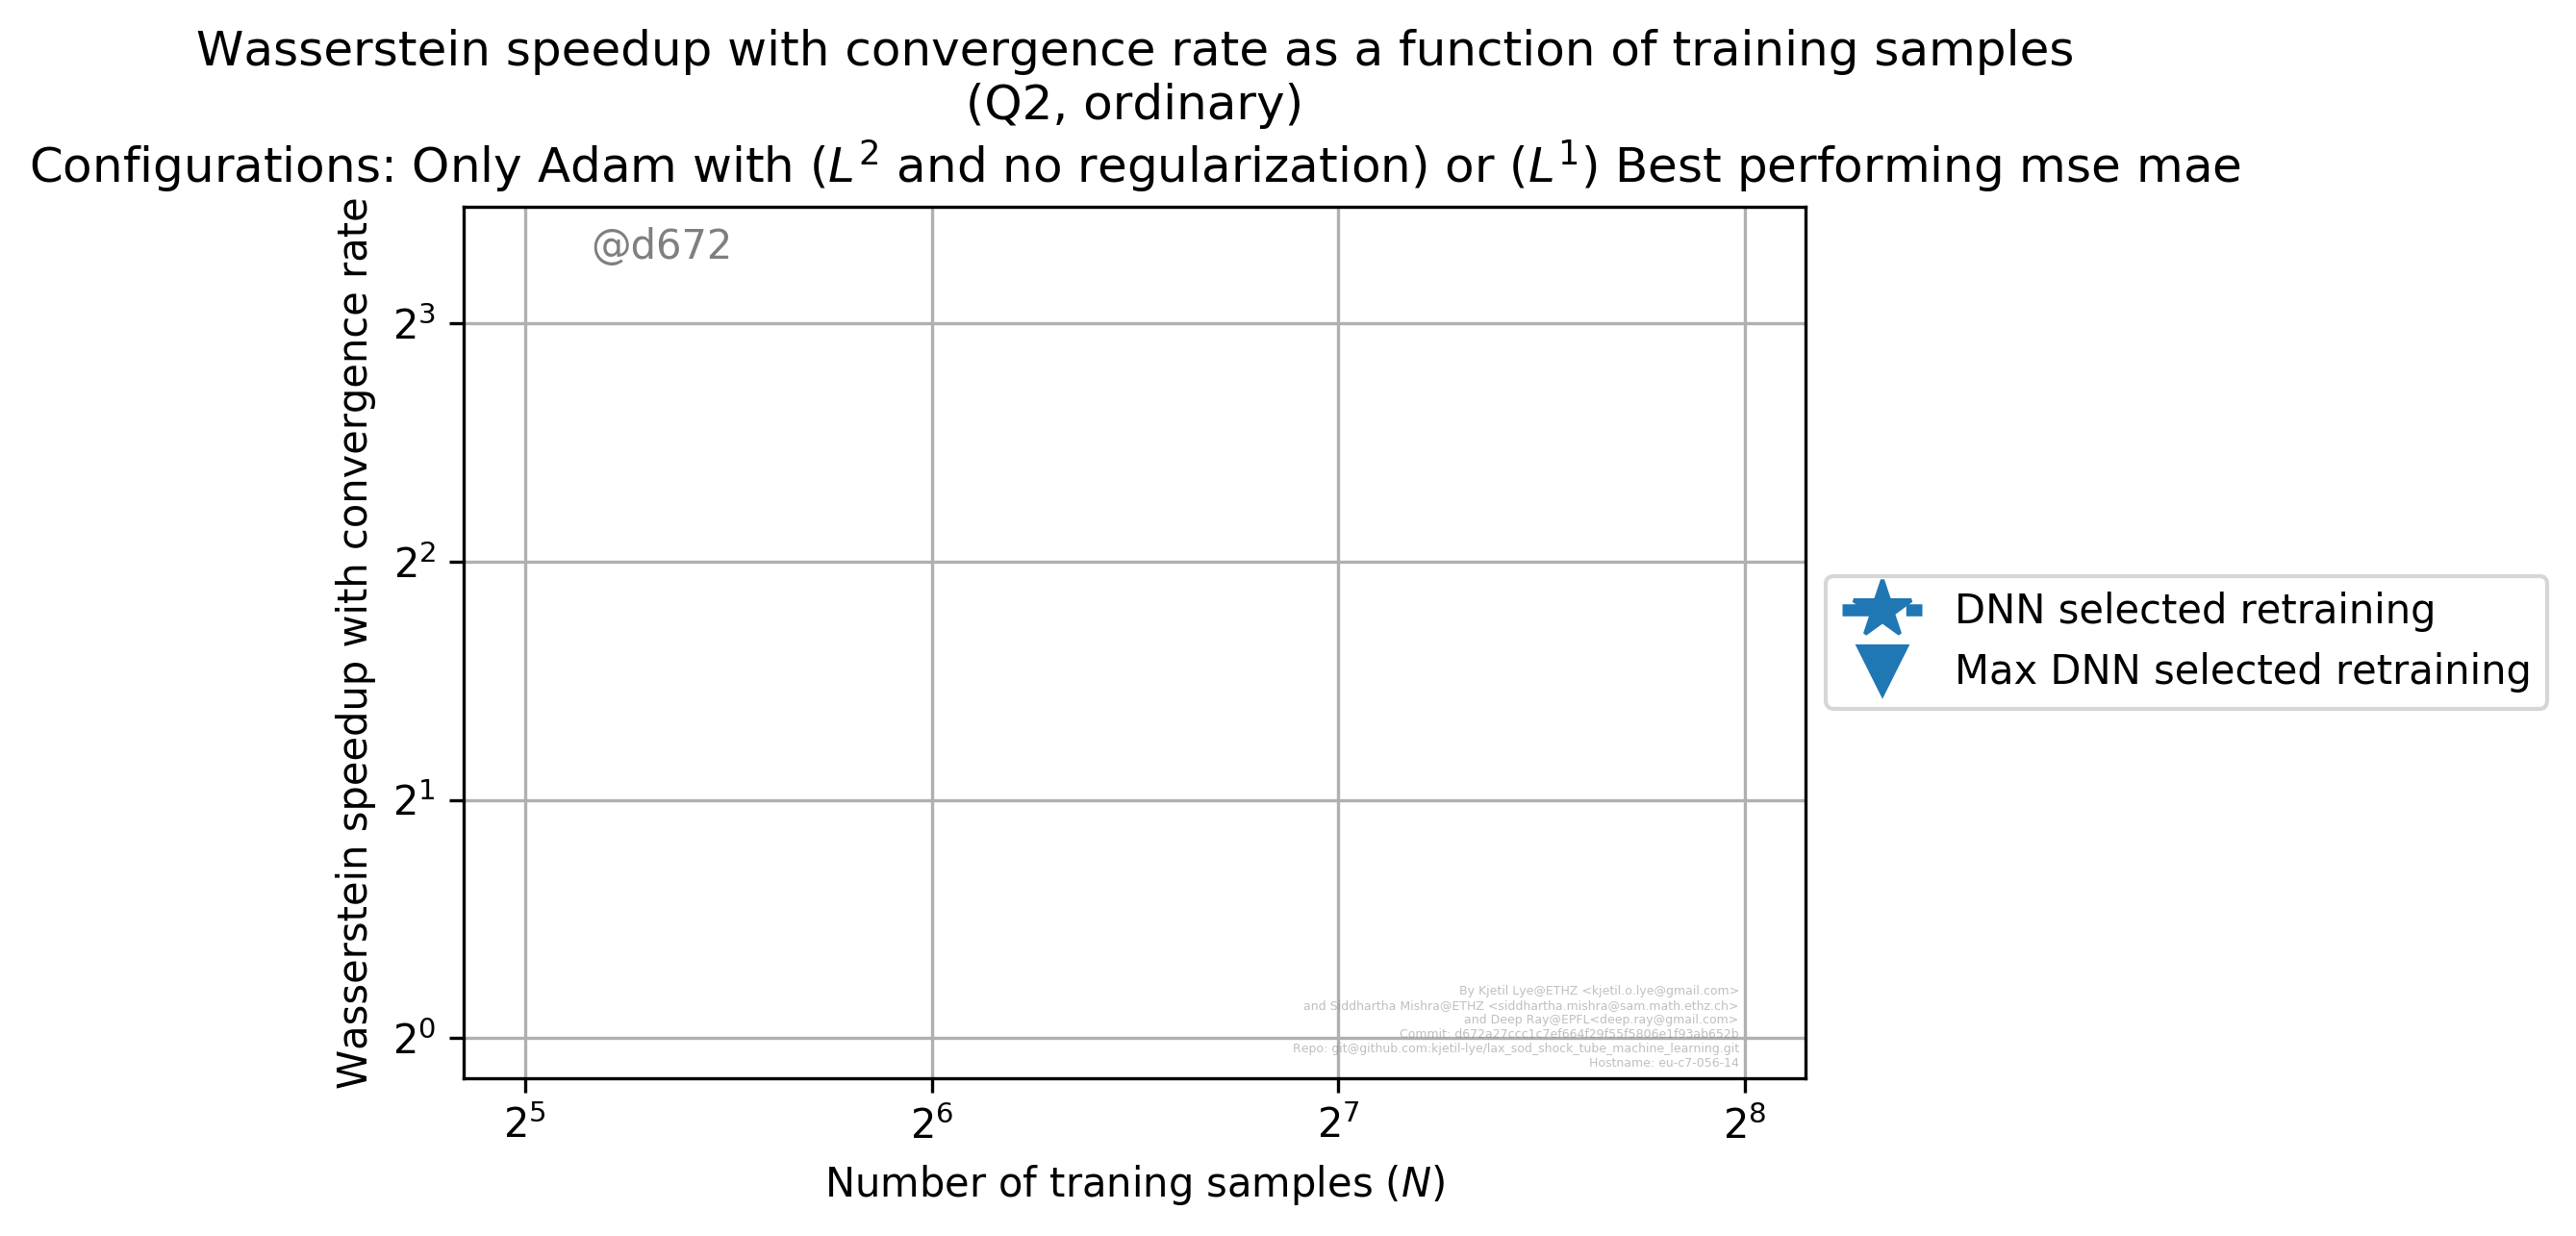 Wasserstein speedup with convergence rate as a function of training samples
(Q2, ordinary)
Configurations: Only Adam with (L² and no regularization) or (L¹) Best performing mse mae
Wasserstein speedup with convergence rate
@d672
2³
2²
2¹
2⁰
DNN selected retraining
Max DNN selected retraining
By Kjetil Lye@ETHZ <kjetil.o.lye@gmail.com>
and Siddhartha Mishra@ETHZ <siddhartha.mishra@sam.math.ethz.ch>
and Deep Ray@EPFL<deep.ray@gmail.com>
Commit: d672a27ccc1c7ef664f29f55f5806e1f93ab652b
Repo: git@github.com:kjetil-lye/lax_sod_shock_tube_machine_learning.git
Hostname: eu-c7-056-14
2⁵ 2⁶ 2⁷ 2⁸
Number of traning samples (N)